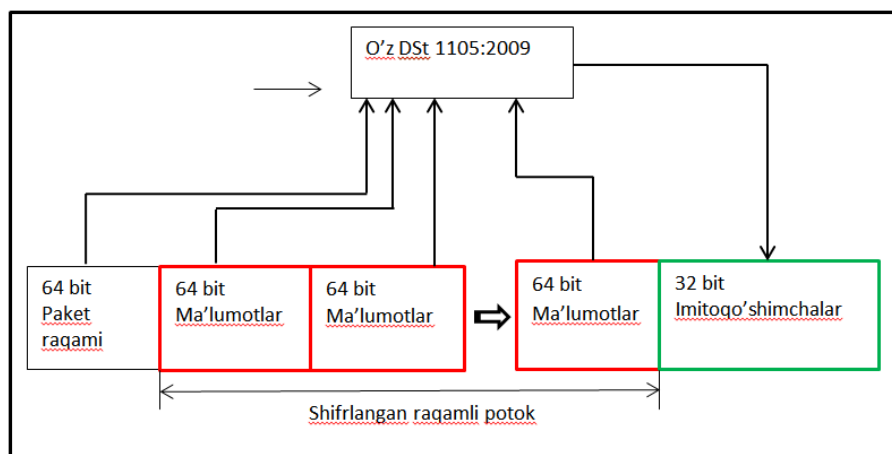 O'z DSt 1105:2009
64 bit
Paket
raqami
64 bit
Ma'lumotlar
64 bit
Ma'lumotlar
64 bit
Ma'lumotlar
32 bit
Imitoqo'shimchalar
Shifrlangan raqamli potok